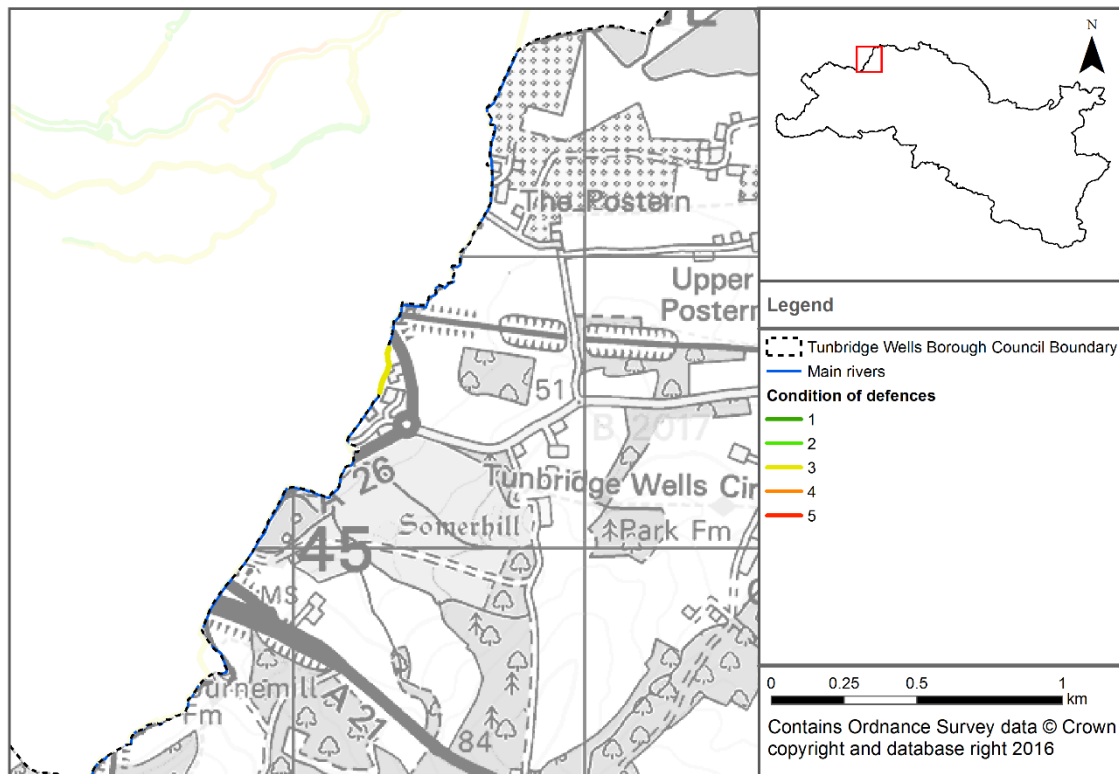 The Postern
Upper
Postern
51
B 2017
26
Tunbridge Wells Cir
Somerhill
Park Fm
45
MS
Fm
A 21
84
N
Legend
Tunbridge Wells Borough Council Boundary
Main rivers
Condition of defences
1
2
3
4
5
0 0.25 0.5 1
km
Contains Ordnance Survey data © Crown
copyright and database right 2016